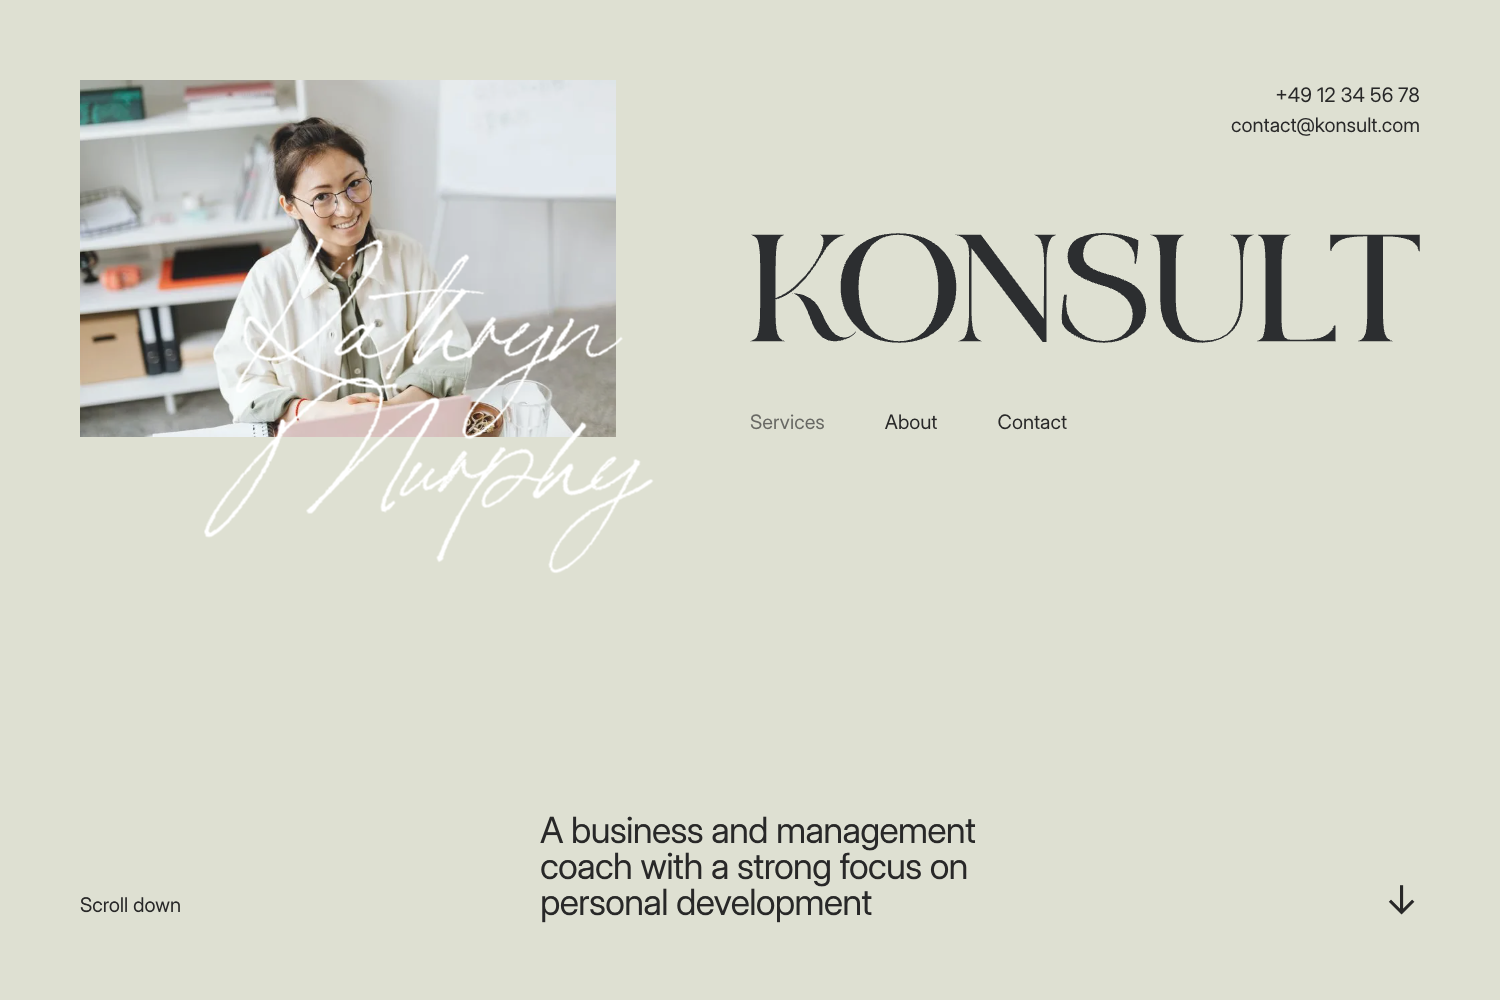 +49 12 34 56 78
contact@konsult.com
Kathryn
Murphy
KONSULT
Services About Contact
A business and management
coach with a strong focus on
personal development
Scroll down